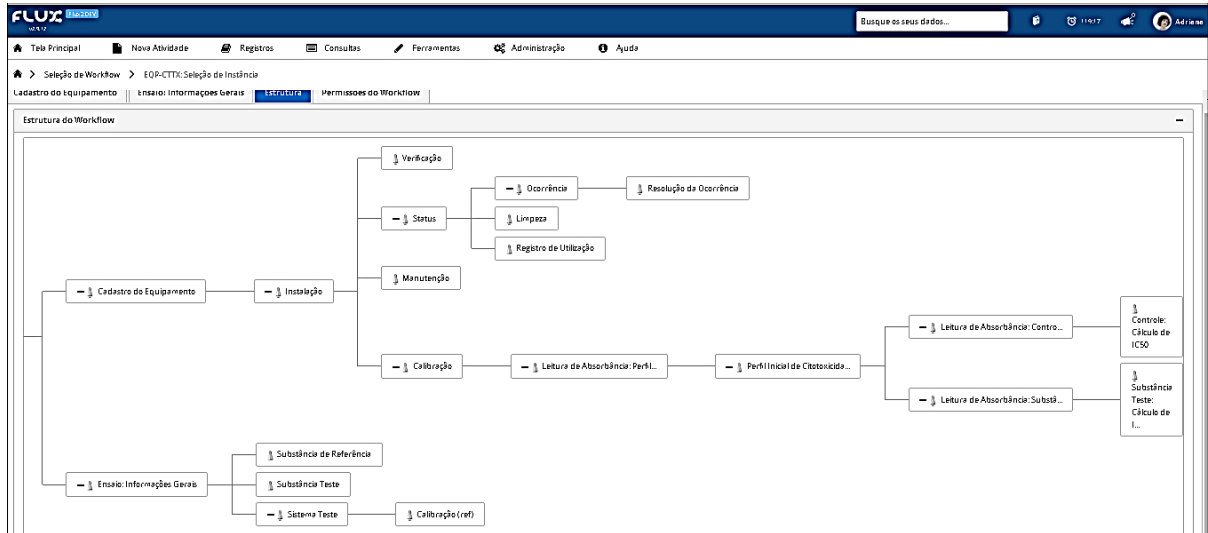 FLUX
Busque os seus dados...
Adriane
Tela Principal
Nova Atividade
Registros
Consultas
Ferramentas
Administração
Ajuda
Seleção de Workflow
EQP-CTTX: Seleção de Instância
Cadastro do Equipamento
Ensaio: Informações Gerais
Estrutura
Permissões do Workflow
Estrutura do Workflow
Verificação
Ocorrência
Resolução da Ocorrência
Status
Limpeza
Registro de Utilização
Manutenção
Cadastro do Equipamento
Instalação
Leitura de Absorbância: Contro...
Controle:
Cálculo de
IC50
Calibração
Leitura de Absorbância: Perfil...
Perfil Inicial de Citotoxicida...
Leitura de Absorbância: Substâ...
Substância
Teste:
Cálculo de
I...
Substância de Referência
Ensaio: Informações Gerais
Substância Teste
Sistema Teste
Calibração (ref)